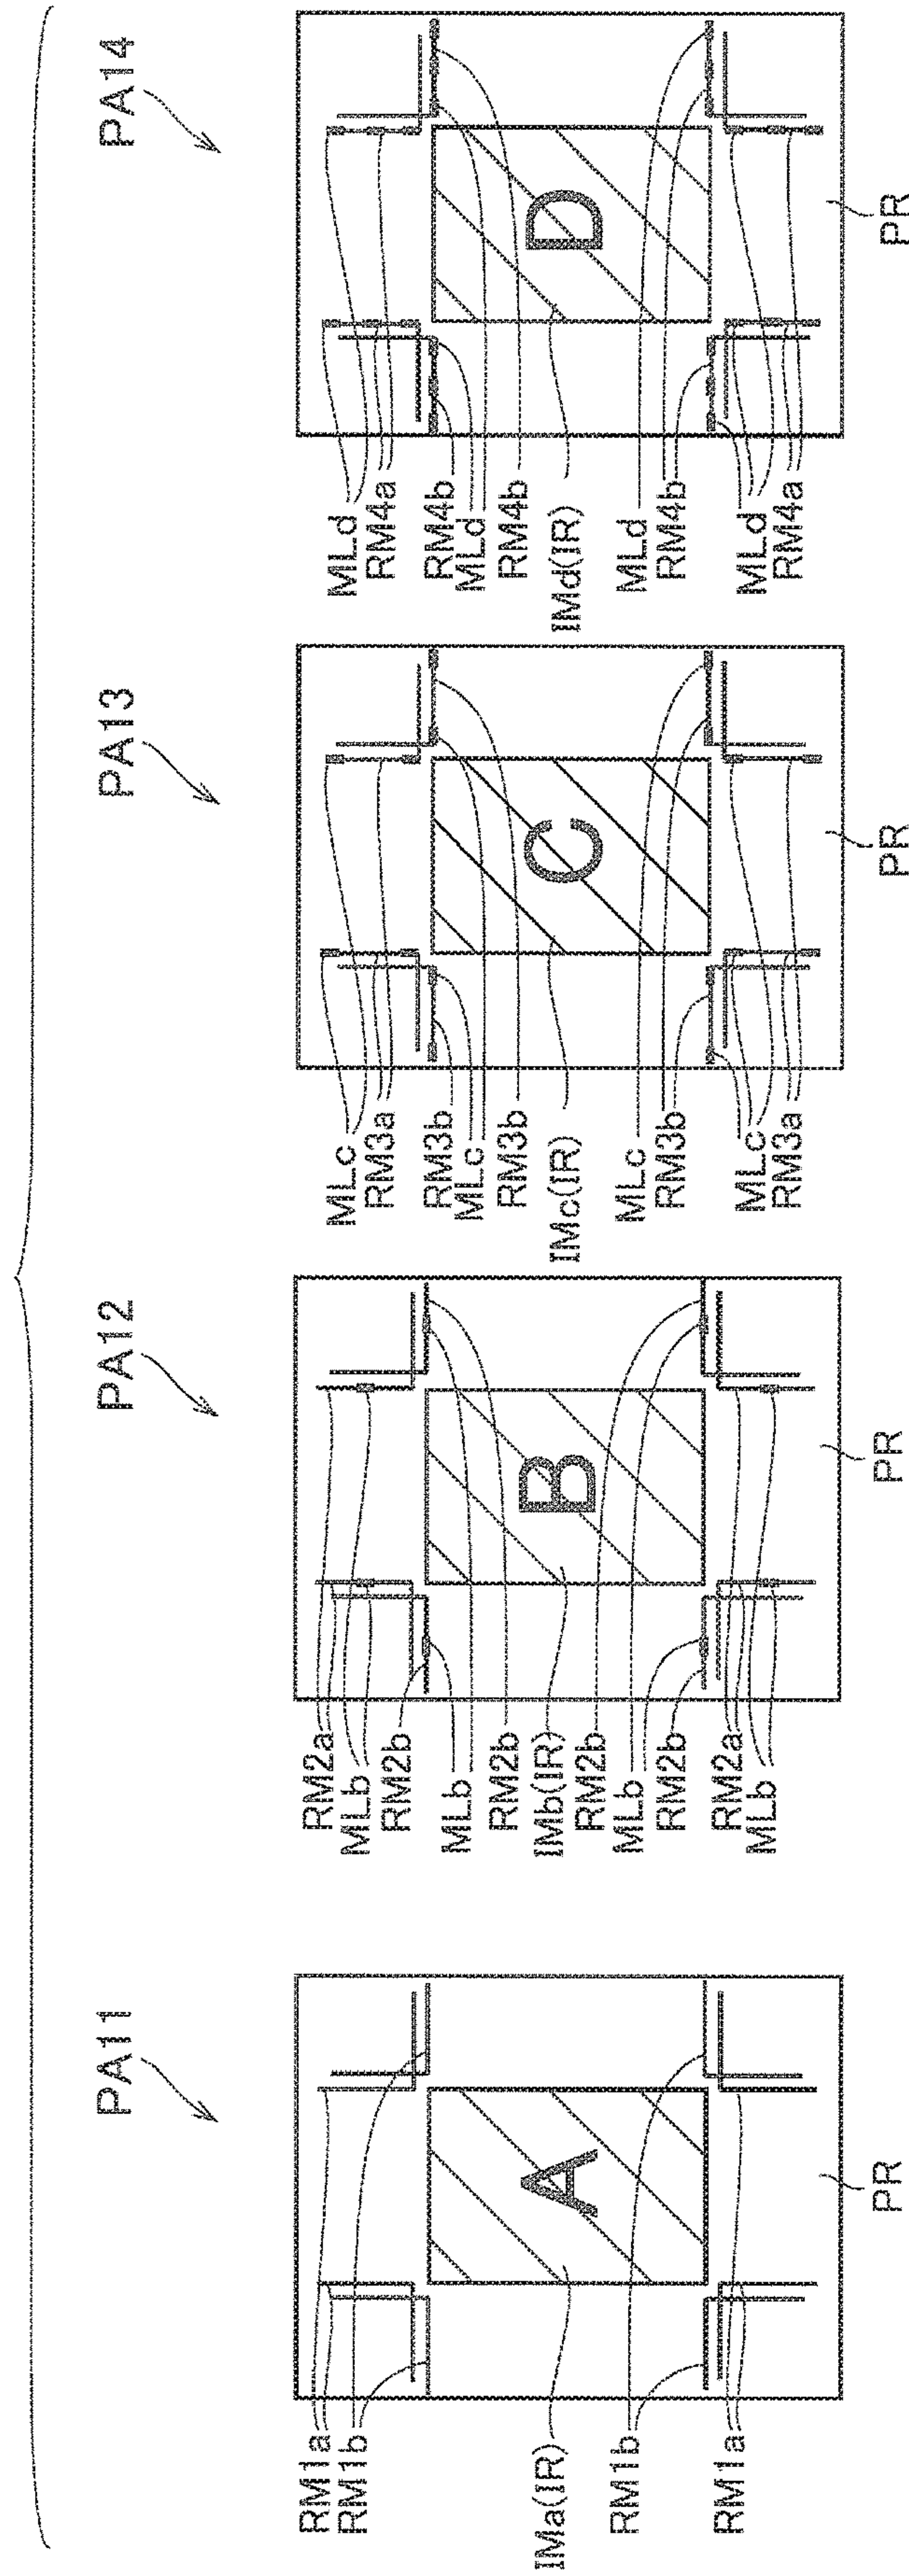 PA11
RM1a
RM1b
A
IMa(IR)
RM1b
RM1a
PR
PA12
RM2a
MLb
RM2b
MLb
RM2b
B
IMb(IR)
RM2b
MLb
RM2b
RM2a
MLb
PR
PA13
MLc
RM3a
RM3b
MLc
RM3b
C
IMc(IR)
MLc
RM3b
MLc
RM3a
PR
PA14
MLd
RM4a
RM4b
MLd
RM4b
D
IMd(IR)
MLd
RM4b
MLd
RM4a
PR